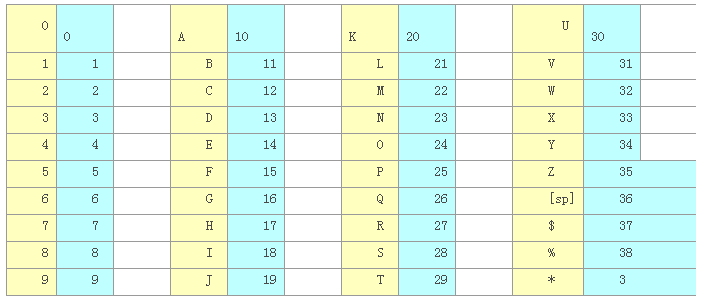 0 0 A 10 K 20 U 30
1 1 B 11 L 21 V 31
2 2 C 12 M 22 W 32
3 3 D 13 N 23 X 33
4 4 E 14 O 24 Y 34
5 5 F 15 P 25 Z 35
6 6 G 16 Q 26 [sp] 36
7 7 H 17 R 27 $ 37
8 8 I 18 S 28 % 38
9 9 J 19 T 29 * 3